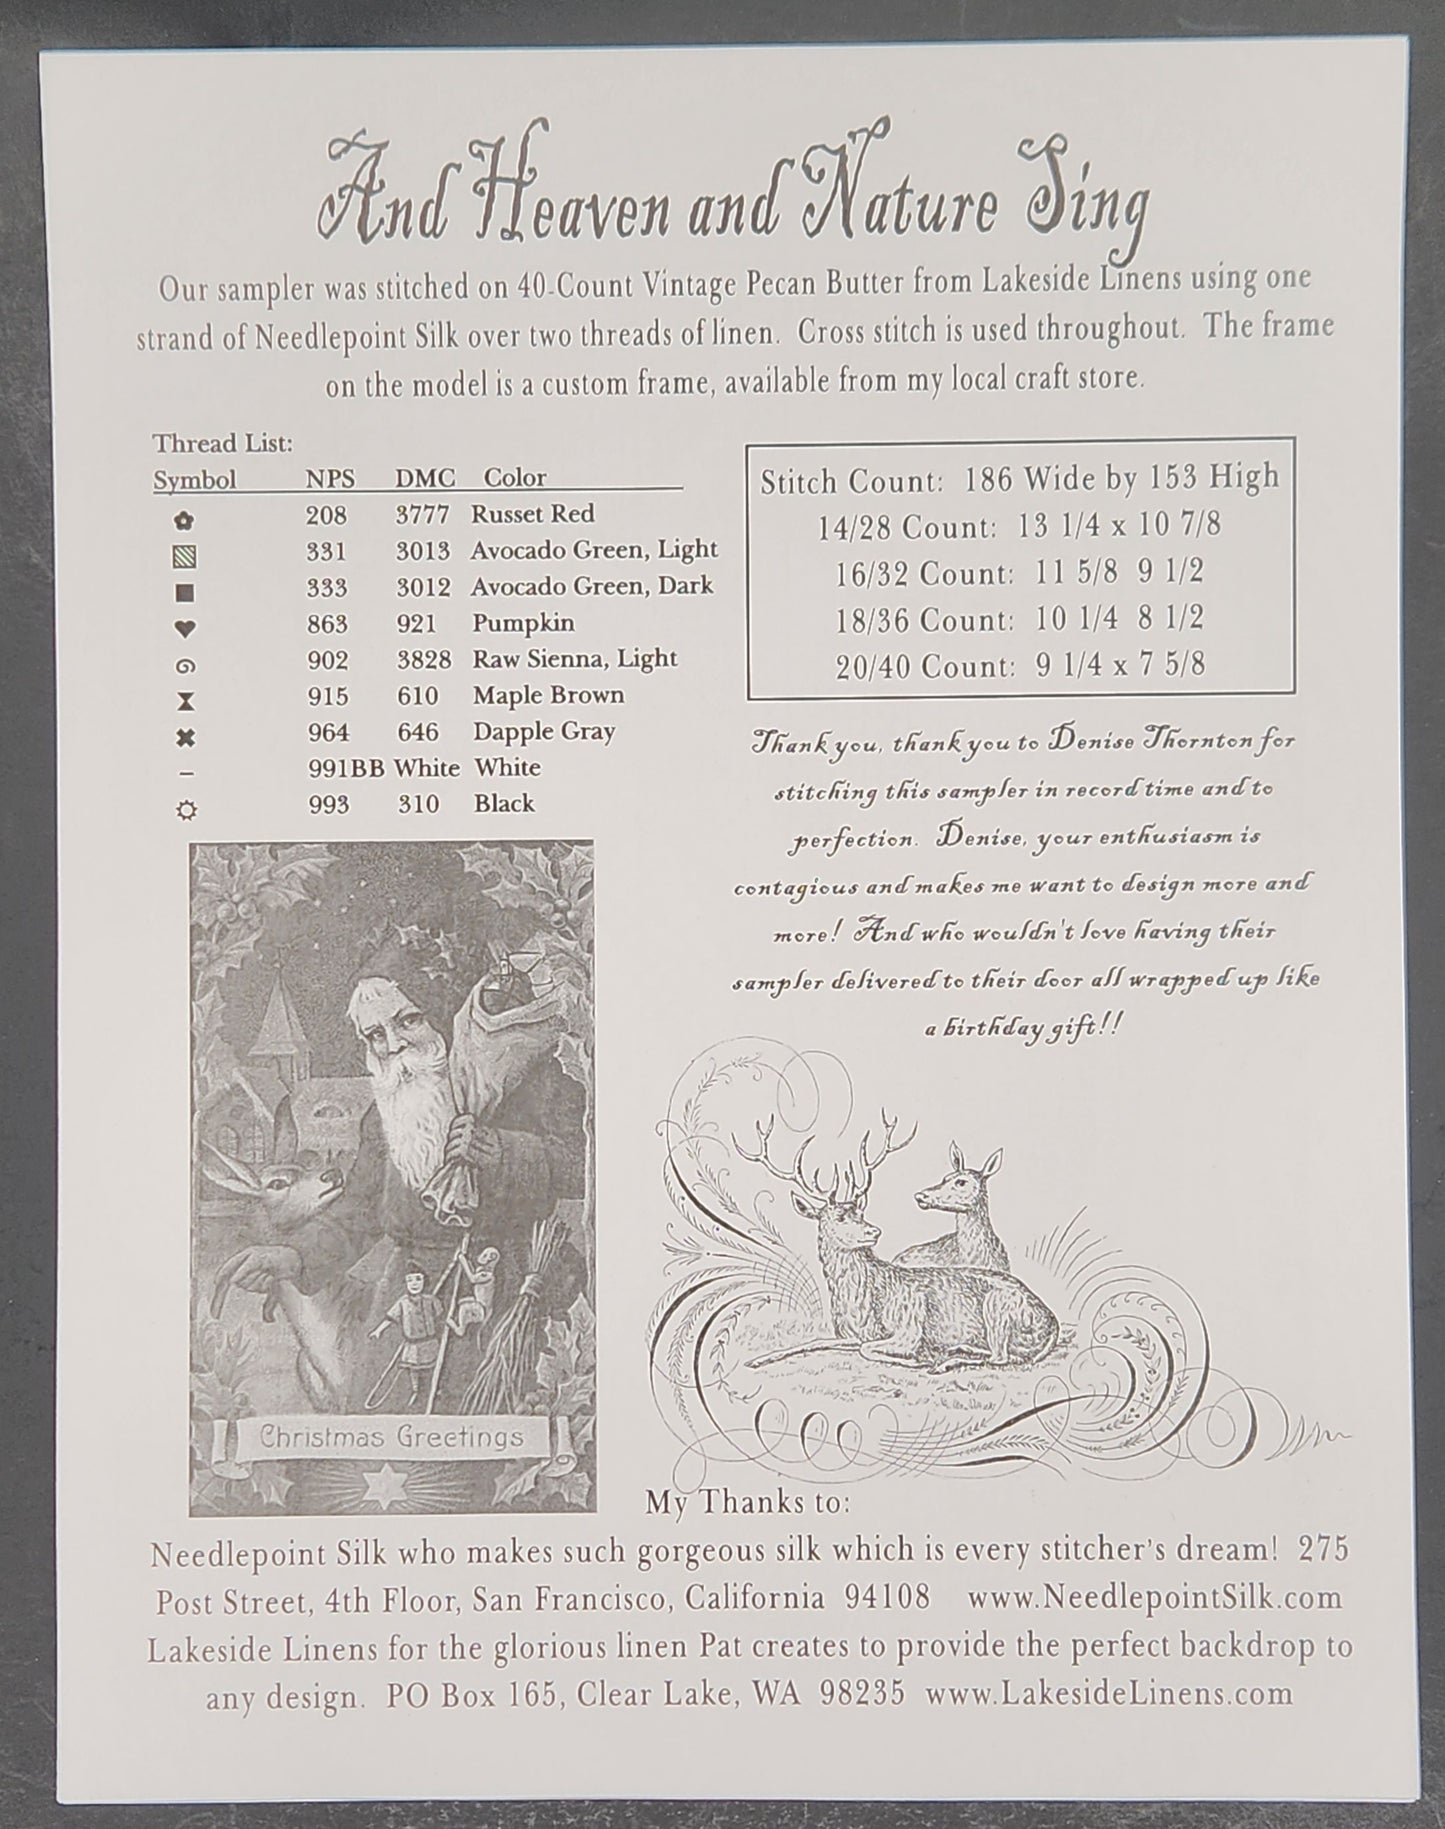 And Heaven and Nature Sing
Our sampler was stitched on 40-Count Vintage Pecan Butter from Lakeside Linens using one
strand of Needlepoint Silk over two threads of linen.  Cross stitch is used throughout.  The frame
on the model is a custom frame, available from my local craft store.
Thread List:
Symbol NPS DMC Color
208 3777 Russet Red
331 3013 Avocado Green, Light
333 3012 Avocado Green, Dark
863 921 Pumpkin
902 3828 Raw Sienna, Light
915 610 Maple Brown
964 646 Dapple Gray
991BB White White
993 310 Black
Stitch Count:  186 Wide by 153 High
14/28 Count:  13 1/4 x 10 7/8
16/32 Count:  11 5/8  9 1/2
18/36 Count:  10 1/4  8 1/2
20/40 Count:  9 1/4 x 7 5/8
Thank you, thank you to Denise Thornton for
stitching this sampler in record time and to
perfection.  Denise, your enthusiasm is
contagious and makes me want to design more and
more!  And who wouldn't love having their
sampler delivered to their door all wrapped up like
a birthday gift!!
Christmas Greetings
My Thanks to:
Needlepoint Silk who makes such gorgeous silk which is every stitcher's dream!  275
Post Street, 4th Floor, San Francisco, California  94108    www.NeedlepointSilk.com
Lakeside Linens for the glorious linen Pat creates to provide the perfect backdrop to
any design.  PO Box 165, Clear Lake, WA  98235  www.LakesideLinens.com